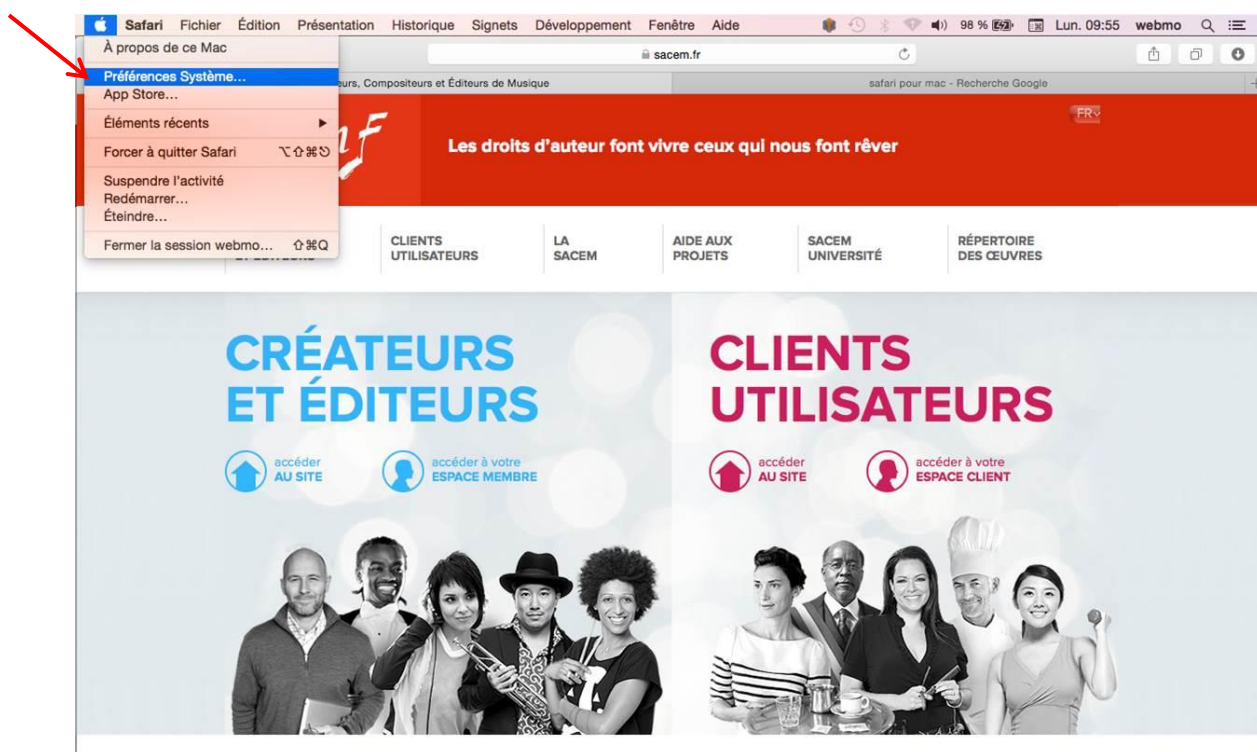 Safari Fichier Édition Présentation Historique Signets Développement Fenêtre Aide 98 % Lun. 09:55 webmo
À propos de ce Mac
Préférences Système...
App Store...
Éléments récents
Forcer à quitter Safari ⌥⇧⌘⎋
Suspendre l'activité
Redémarrer...
Éteindre...
Fermer la session webmo... ⇧⌘Q
sacem.fr
Compositeurs et Éditeurs de Musique
safari pour mac - Recherche Google
FR
Les droits d'auteur font vivre ceux qui nous font rêver
CLIENTS
UTILISATEURS
LA
SACEM
AIDE AUX
PROJETS
SACEM
UNIVERSITÉ
RÉPERTOIRE
DES ŒUVRES
CRÉATEURS
ET ÉDITEURS
accéder
AU SITE
accéder à votre
ESPACE MEMBRE
CLIENTS
UTILISATEURS
accéder
AU SITE
accéder à votre
ESPACE CLIENT